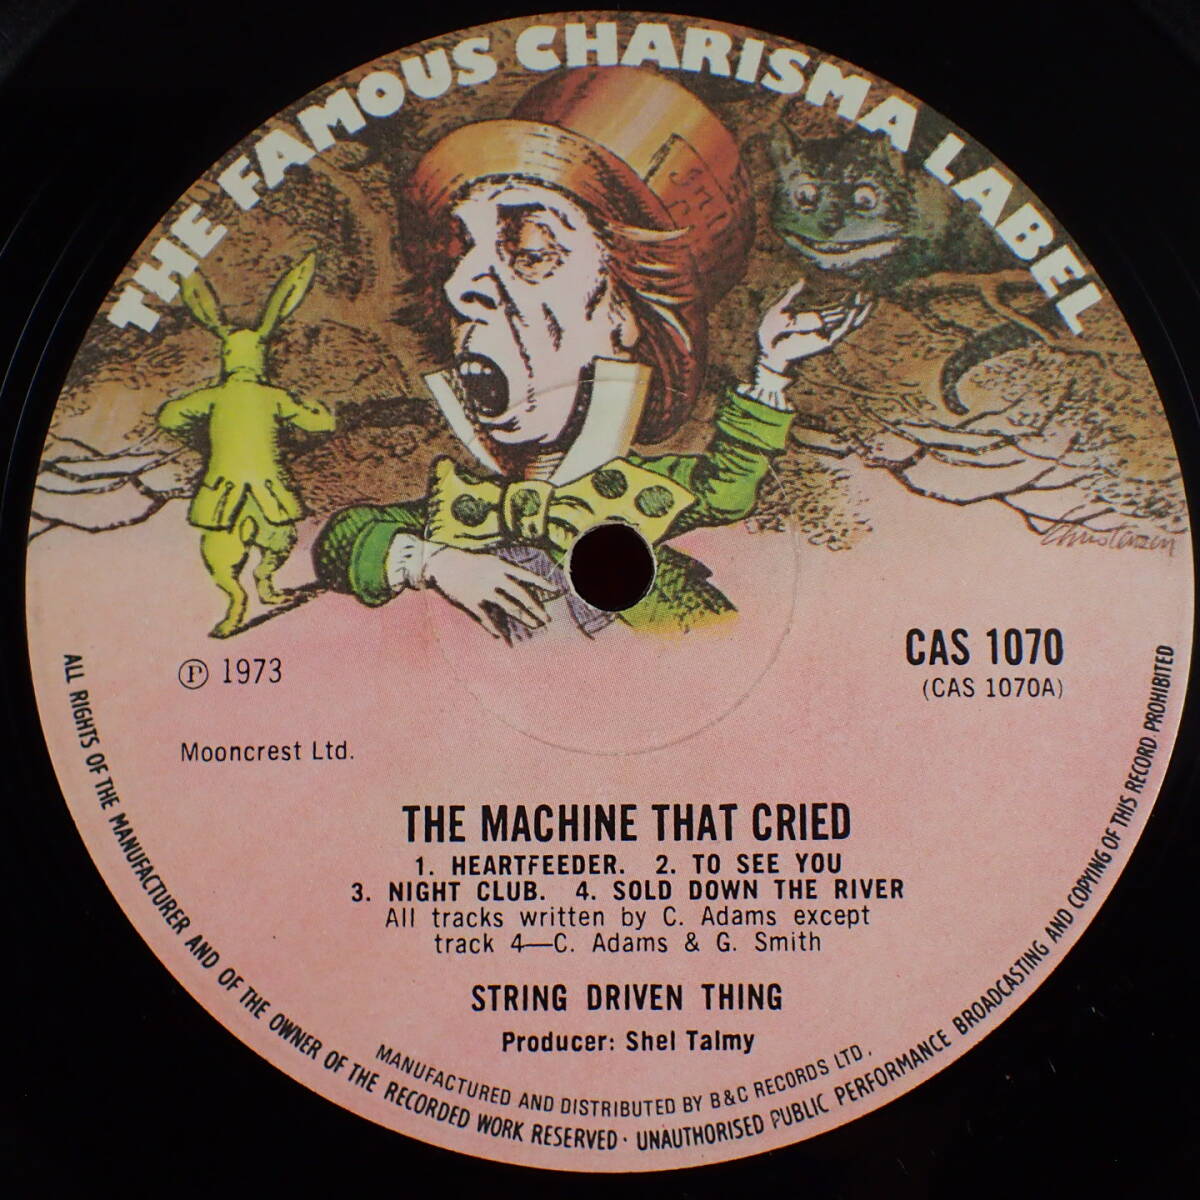 THE FAMOUS CHARISMA LABEL
Christensen
℗ 1973
CAS 1070
(CAS 1070A)
Mooncrest Ltd.
THE MACHINE THAT CRIED
1. HEARTFEEDER. 2. TO SEE YOU
3. NIGHT CLUB. 4. SOLD DOWN THE RIVER
All tracks written by C. Adams except
track 4—C. Adams & G. Smith
STRING DRIVEN THING
Producer: Shel Talmy
MANUFACTURED AND DISTRIBUTED BY B&C RECORDS LTD.
ALL RIGHTS OF THE MANUFACTURER AND OF THE OWNER OF THE RECORDED WORK RESERVED · UNAUTHORISED PUBLIC PERFORMANCE BROADCASTING AND COPYING OF THIS RECORD PROHIBITED